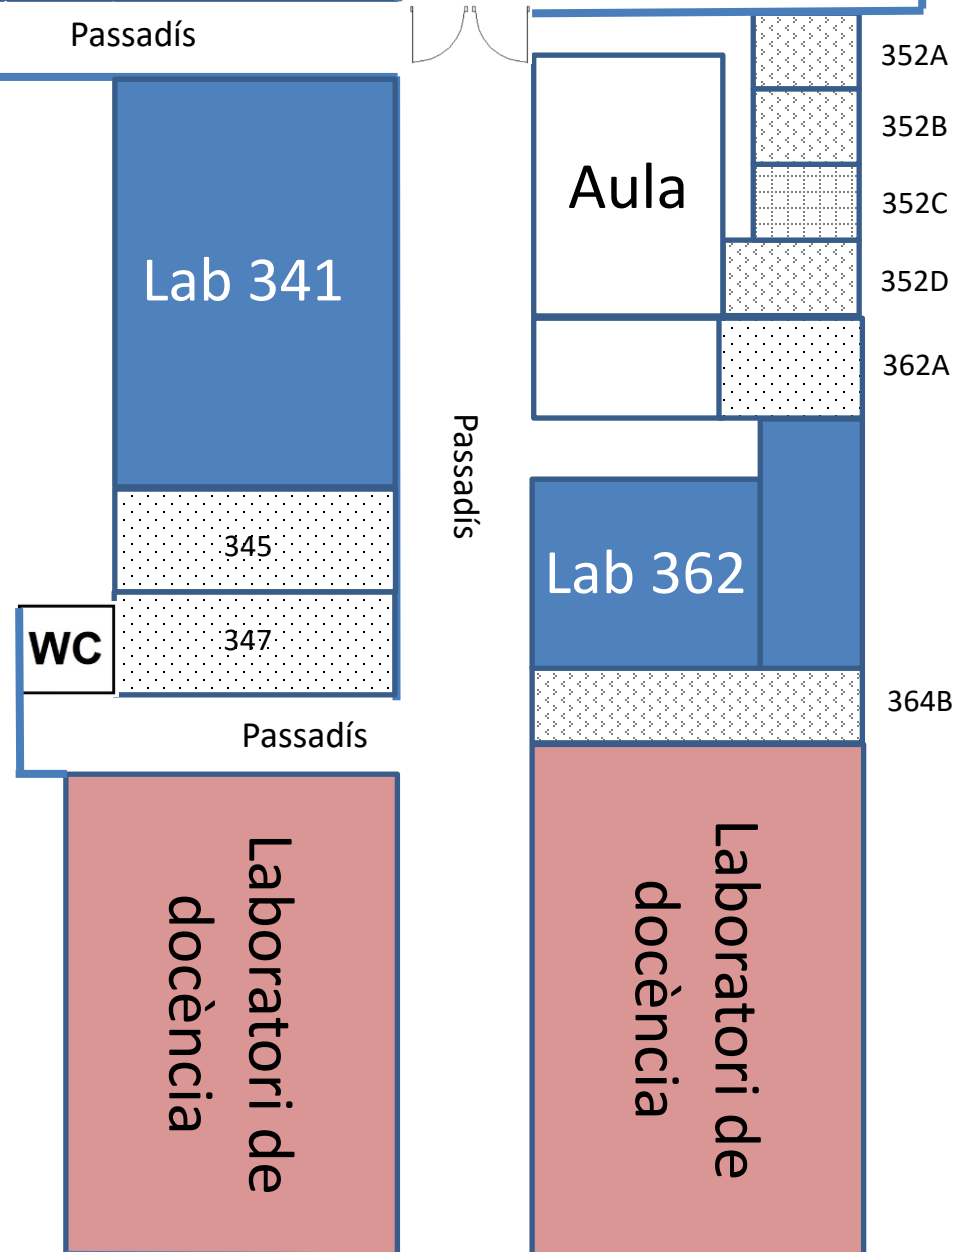 Passadís
352A
352B
352C
352D
362A
Aula
Lab 341
Passadís
345
347
WC
Lab 362
364B
Passadís
Laboratori de
docència
Laboratori de
docència